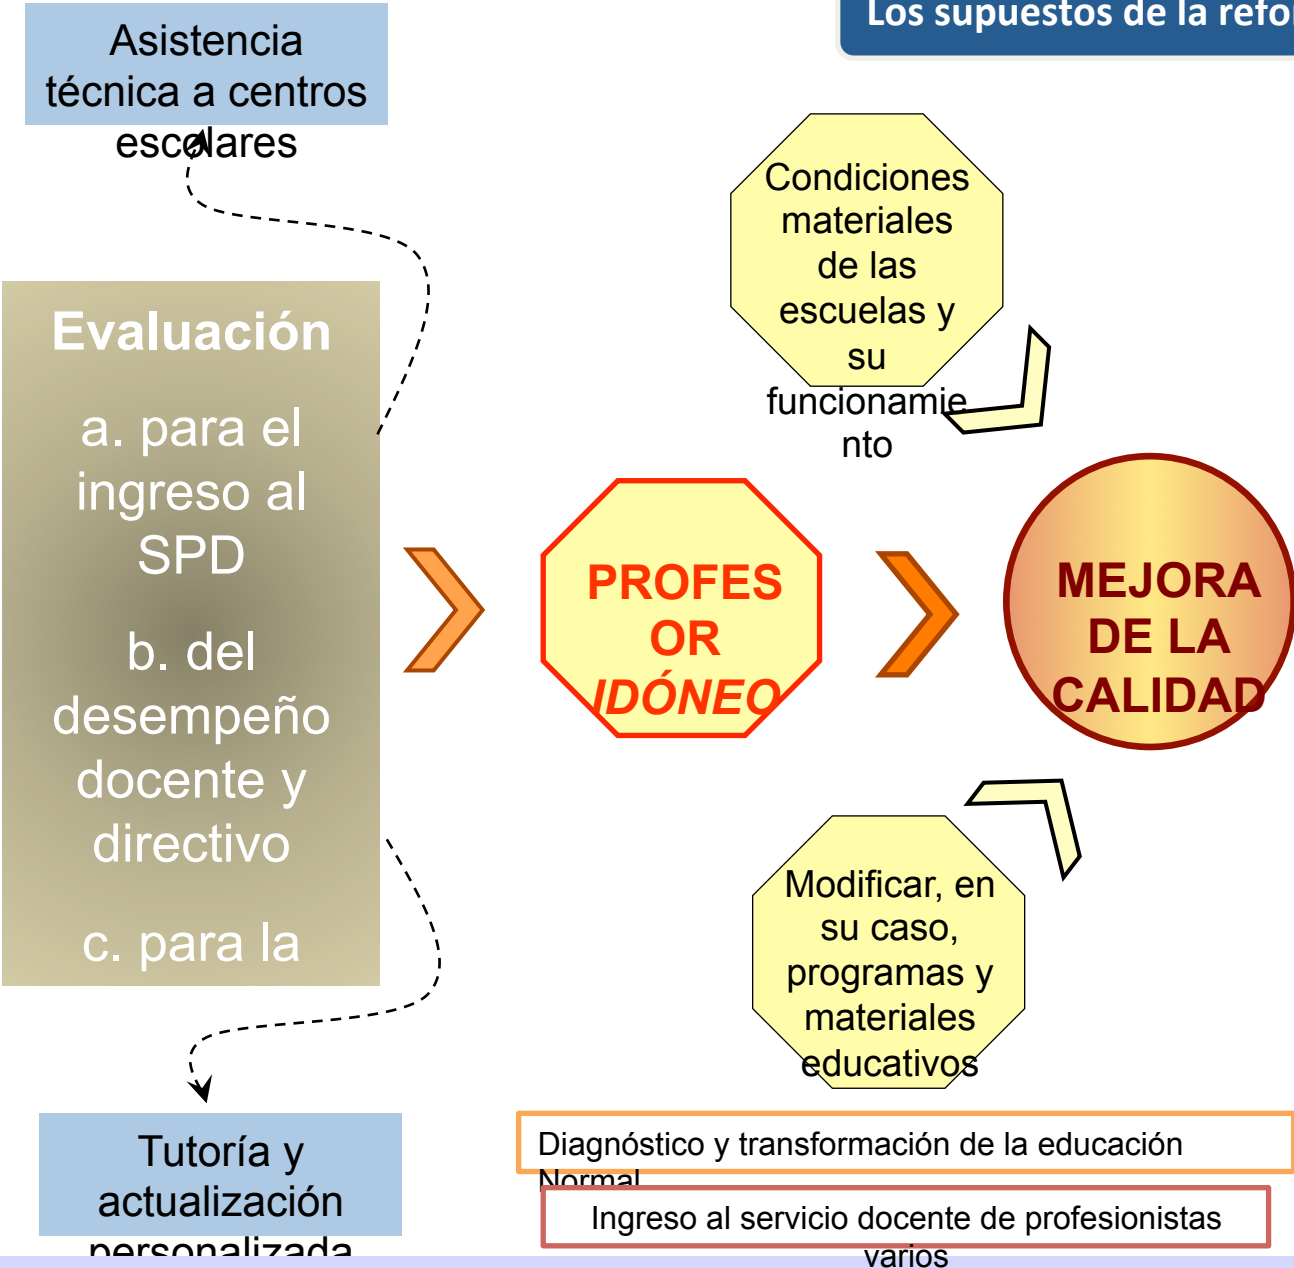 Los supuestos de la refor
Asistencia
técnica a centros
escolares
Condiciones
materiales
de las
escuelas y
su
funcionamie
nto
Evaluación
a. para el
ingreso al
SPD
b. del
desempeño
docente y
directivo
c. para la
PROFES
OR
IDÓNEO
MEJORA
DE LA
CALIDAD
Modificar, en
su caso,
programas y
materiales
educativos
Tutoría y
actualización
personalizada
Diagnóstico y transformación de la educación
Normal
Ingreso al servicio docente de profesionistas
varios